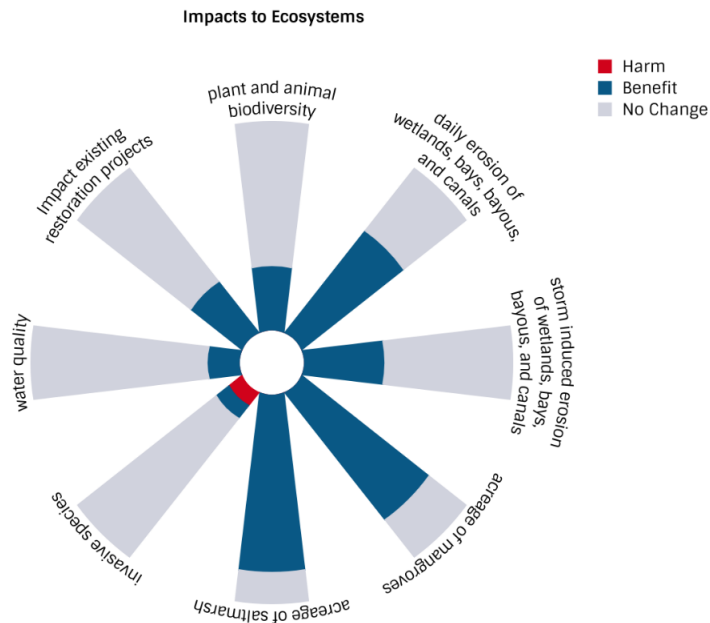 Impacts to Ecosystems
Harm
Benefit
No Change
plant and animal
biodiversity
daily erosion of
wetlands, bays, bayous,
and canals
storm induced erosion
of wetlands, bays,
bayous, and canals
acreage of mangroves
acreage of saltmarsh
invasive species
water quality
Impact existing
restoration projects